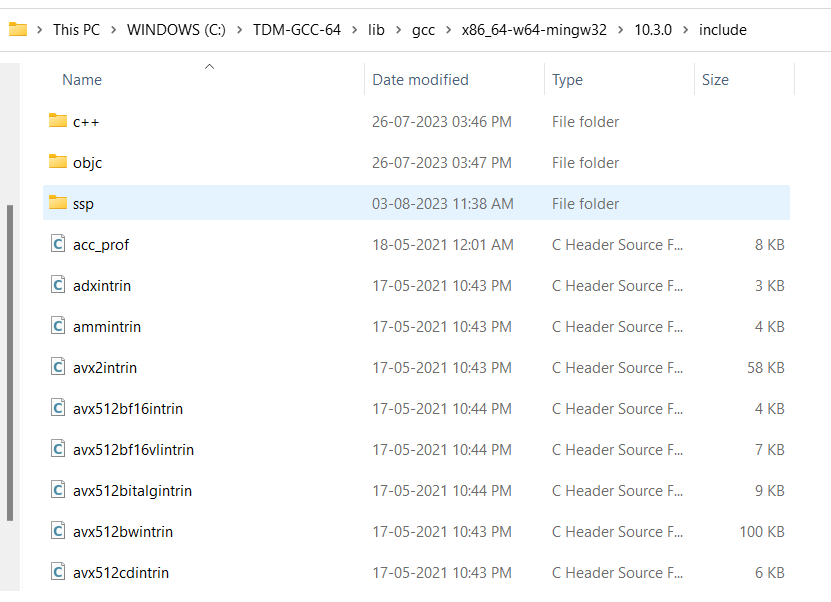 This PC > WINDOWS (C:) > TDM-GCC-64 > lib > gcc > x86_64-w64-mingw32 > 10.3.0 > include
Name Date modified Type Size
c++ 26-07-2023 03:46 PM File folder
objc 26-07-2023 03:47 PM File folder
ssp 03-08-2023 11:38 AM File folder
acc_prof 18-05-2021 12:01 AM C Header Source F... 8 KB
adxintrin 17-05-2021 10:43 PM C Header Source F... 3 KB
ammintrin 17-05-2021 10:43 PM C Header Source F... 4 KB
avx2intrin 17-05-2021 10:43 PM C Header Source F... 58 KB
avx512bf16intrin 17-05-2021 10:44 PM C Header Source F... 4 KB
avx512bf16vlintrin 17-05-2021 10:44 PM C Header Source F... 7 KB
avx512bitalgintrin 17-05-2021 10:44 PM C Header Source F... 9 KB
avx512bwintrin 17-05-2021 10:43 PM C Header Source F... 100 KB
avx512cdintrin 17-05-2021 10:43 PM C Header Source F... 6 KB